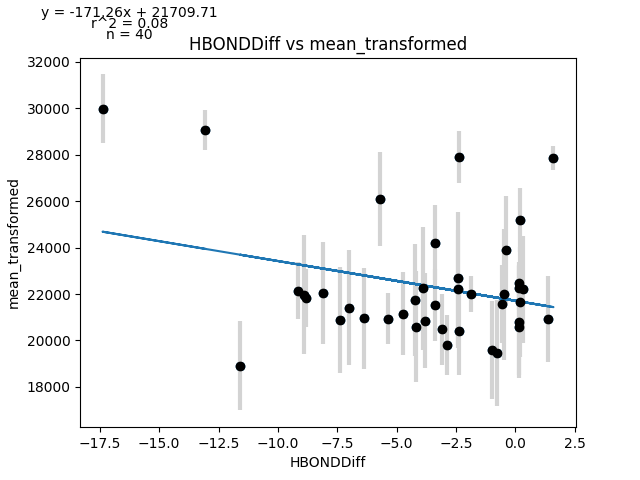 y = -171.26x + 21709.71
r^2 = 0.08
n = 40
HBONDDiff vs mean_transformed
32000
30000
28000
26000
24000
22000
20000
18000
mean_transformed
−17.5 −15.0 −12.5 −10.0 −7.5 −5.0 −2.5 0.0 2.5
HBONDDiff